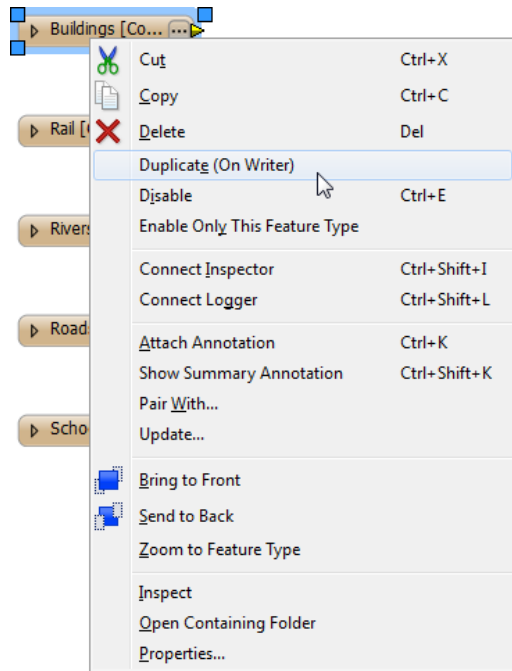 Buildings [Co...
Cut Ctrl+X
Copy Ctrl+C
Rail [
Delete Del
Duplicate (On Writer)
Disable Ctrl+E
Rivers
Enable Only This Feature Type
Connect Inspector Ctrl+Shift+I
Connect Logger Ctrl+Shift+L
Road
Attach Annotation Ctrl+K
Show Summary Annotation Ctrl+Shift+K
Pair With...
Scho
Update...
Bring to Front
Send to Back
Zoom to Feature Type
Inspect
Open Containing Folder
Properties...